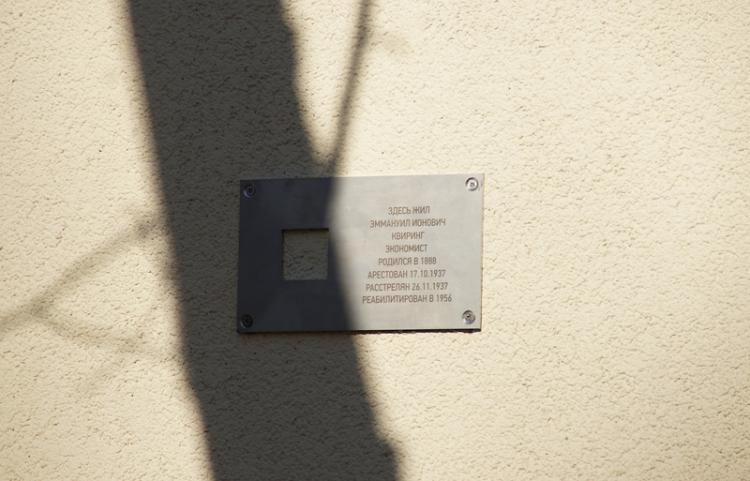 ЗДЕСЬ ЖИЛ
ЭММАНУИЛ ИОНОВИЧ
КВИРИНГ
ЭКОНОМИСТ
РОДИЛСЯ В 1888
АРЕСТОВАН 17.10.1937
РАССТРЕЛЯН 26.11.1937
РЕАБИЛИТИРОВАН В 1956